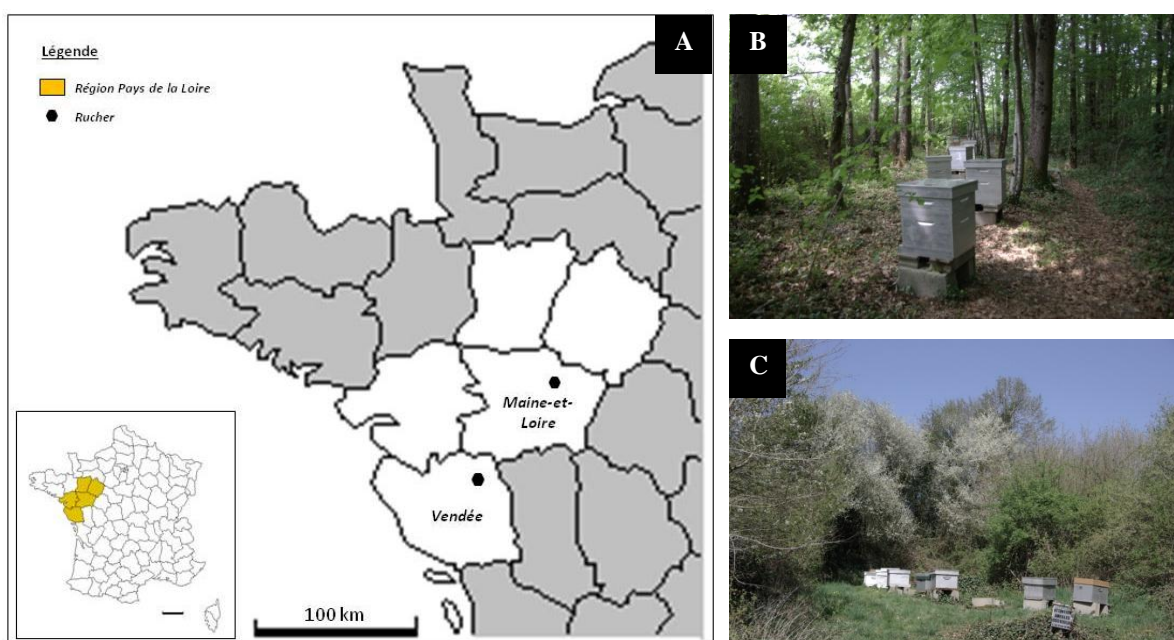 Légende
Région Pays de la Loire
Rucher
A
Maine-et-
Loire
Vendée
100 km
B
C